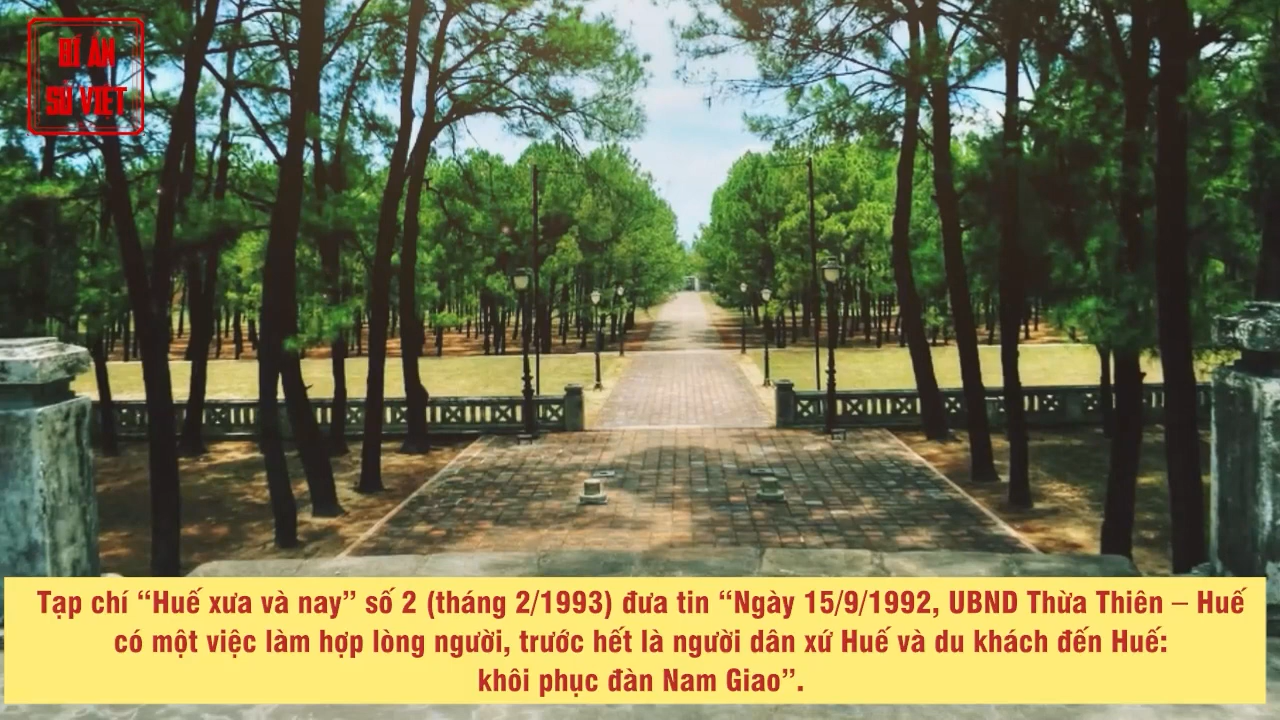 BÍ ẨN
SỬ VIỆT
Tạp chí “Huế xưa và nay” số 2 (tháng 2/1993) đưa tin “Ngày 15/9/1992, UBND Thừa Thiên – Huế
có một việc làm hợp lòng người, trước hết là người dân xứ Huế và du khách đến Huế:
khôi phục đàn Nam Giao”.